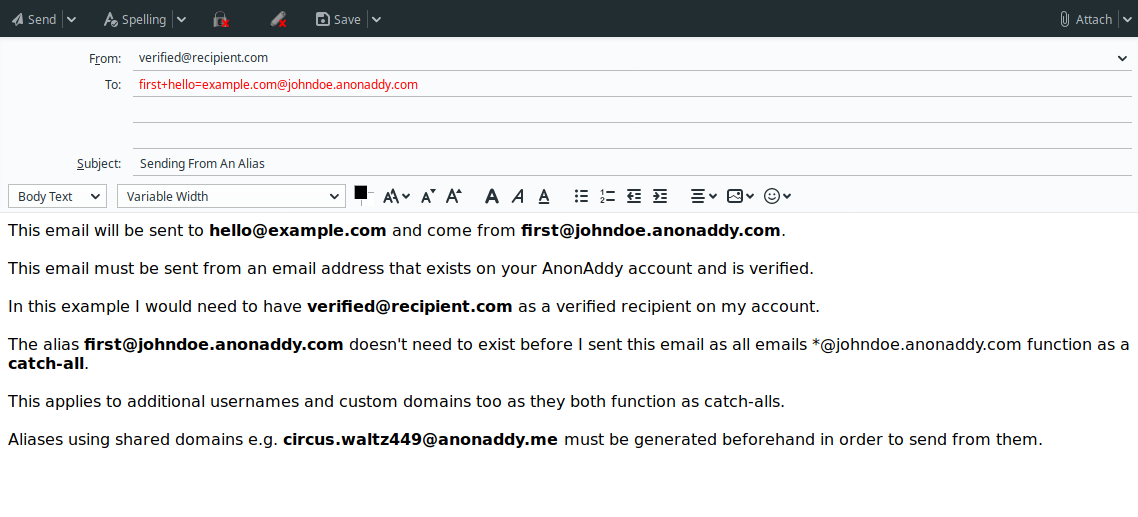 Send Spelling Save Attach
From: verified@recipient.com
To: first+hello=example.com@johndoe.anonaddy.com
Subject: Sending From An Alias
Body Text Variable Width
This email will be sent to hello@example.com and come from first@johndoe.anonaddy.com.
This email must be sent from an email address that exists on your AnonAddy account and is verified.
In this example I would need to have verified@recipient.com as a verified recipient on my account.
The alias first@johndoe.anonaddy.com doesn't need to exist before I sent this email as all emails *@johndoe.anonaddy.com function as a
catch-all.
This applies to additional usernames and custom domains too as they both function as catch-alls.
Aliases using shared domains e.g. circus.waltz449@anonaddy.me must be generated beforehand in order to send from them.